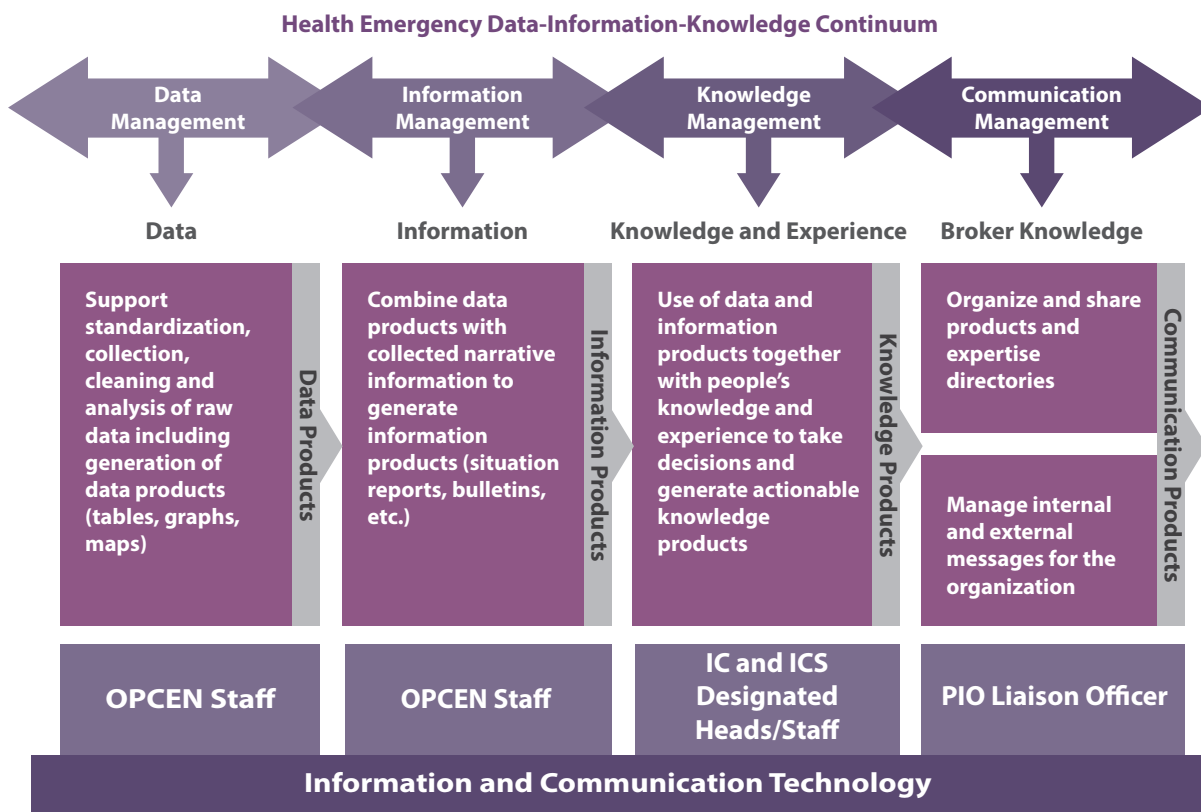 Health Emergency Data-Information-Knowledge Continuum
Data
Management
Information
Management
Knowledge
Management
Communication
Management
Data
Information
Knowledge and Experience
Broker Knowledge
Support
standardization,
collection,
cleaning and
analysis of raw
data including
generation of
data products
(tables, graphs,
maps)
Data Products
Combine data
products with
collected narrative
information to
generate
information
products (situation
reports, bulletins,
etc.)
Information Products
Use of data and
information
products together
with people’s
knowledge and
experience to take
decisions and
generate actionable
knowledge
products
Knowledge Products
Organize and share
products and
expertise
directories
Manage internal
and external
messages for the
organization
Communication Products
OPCEN Staff
OPCEN Staff
IC and ICS
Designated
Heads/Staff
PIO Liaison Officer
Information and Communication Technology